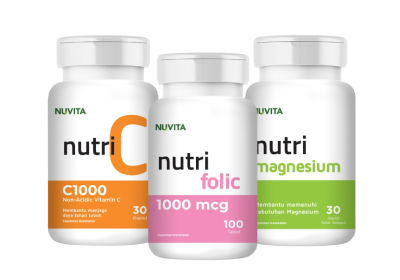 NUVITA
nutri C
C1000
Non-Acidic Vitamin C
Membantu menjaga
daya tahan tubuh
30
NUVITA
nutri
folic
1000 mcg
100
Tablet
NUVITA
nutri
magnesium
Membantu memenuhi
kebutuhan Magnesium
30